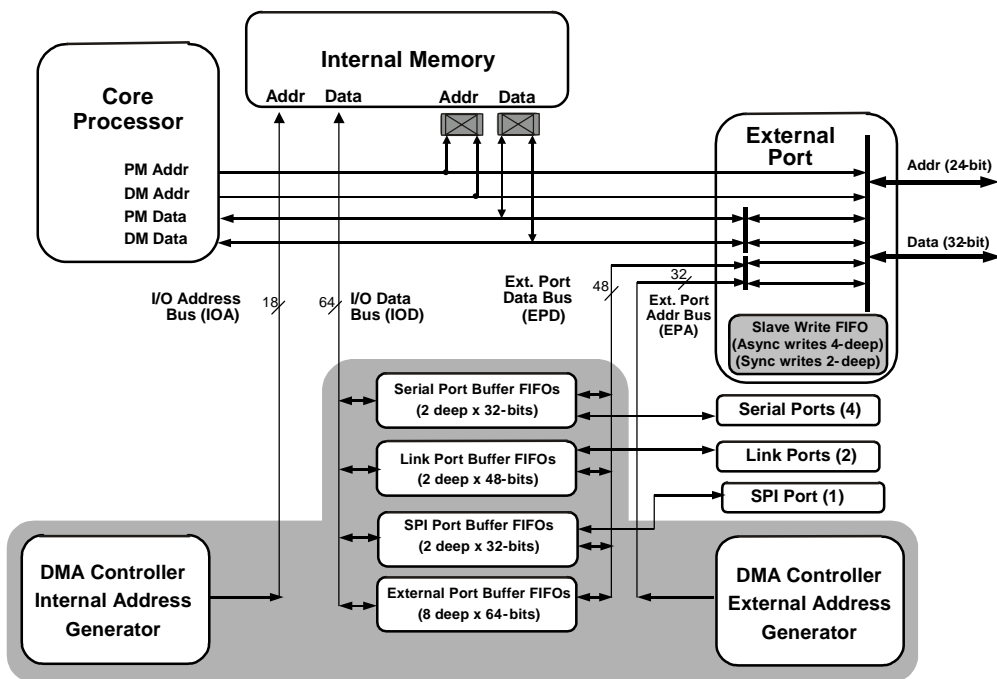 Internal Memory
Addr Data Addr Data
Core
Processor
PM Addr
DM Addr
PM Data
DM Data
External
Port
Addr (24-bit)
Data (32-bit)
I/O Address
Bus (IOA)
18
64
I/O Data
Bus (IOD)
Ext. Port
Data Bus
(EPD)
48
32
Ext. Port
Addr Bus
(EPA)
Slave Write FIFO
(Async writes 4-deep)
(Sync writes 2-deep)
Serial Port Buffer FIFOs
(2 deep x 32-bits)
Serial Ports (4)
Link Port Buffer FIFOs
(2 deep x 48-bits)
Link Ports (2)
SPI Port (1)
SPI Port Buffer FIFOs
(2 deep x 32-bits)
External Port Buffer FIFOs
(8 deep x 64-bits)
DMA Controller
Internal Address
Generator
DMA Controller
External Address
Generator